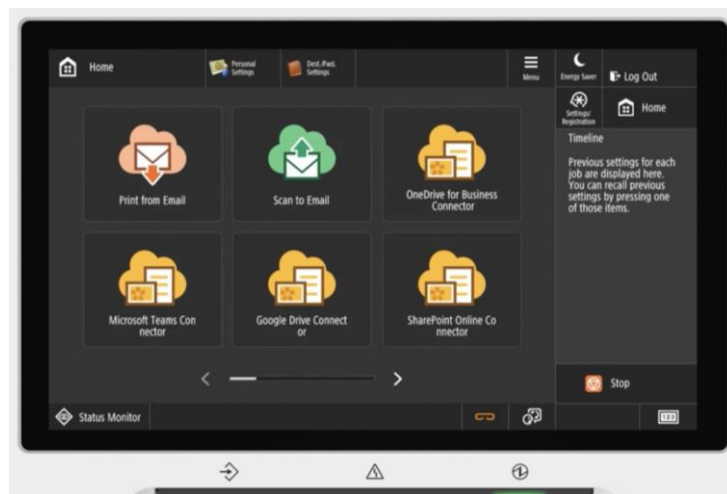 Home
Personal
Settings
Dest./Fwd.
Settings
Menu
Energy Saver
Log Out
Settings/
Registration
Home
Print from Email
Scan to Email
OneDrive for Business
Connector
Microsoft Teams Con
nector
Google Drive Connect
or
SharePoint Online Co
nnector
Timeline
Previous settings for each
job are displayed here.
You can recall previous
settings by pressing one
of those items.
Stop
Status Monitor
123